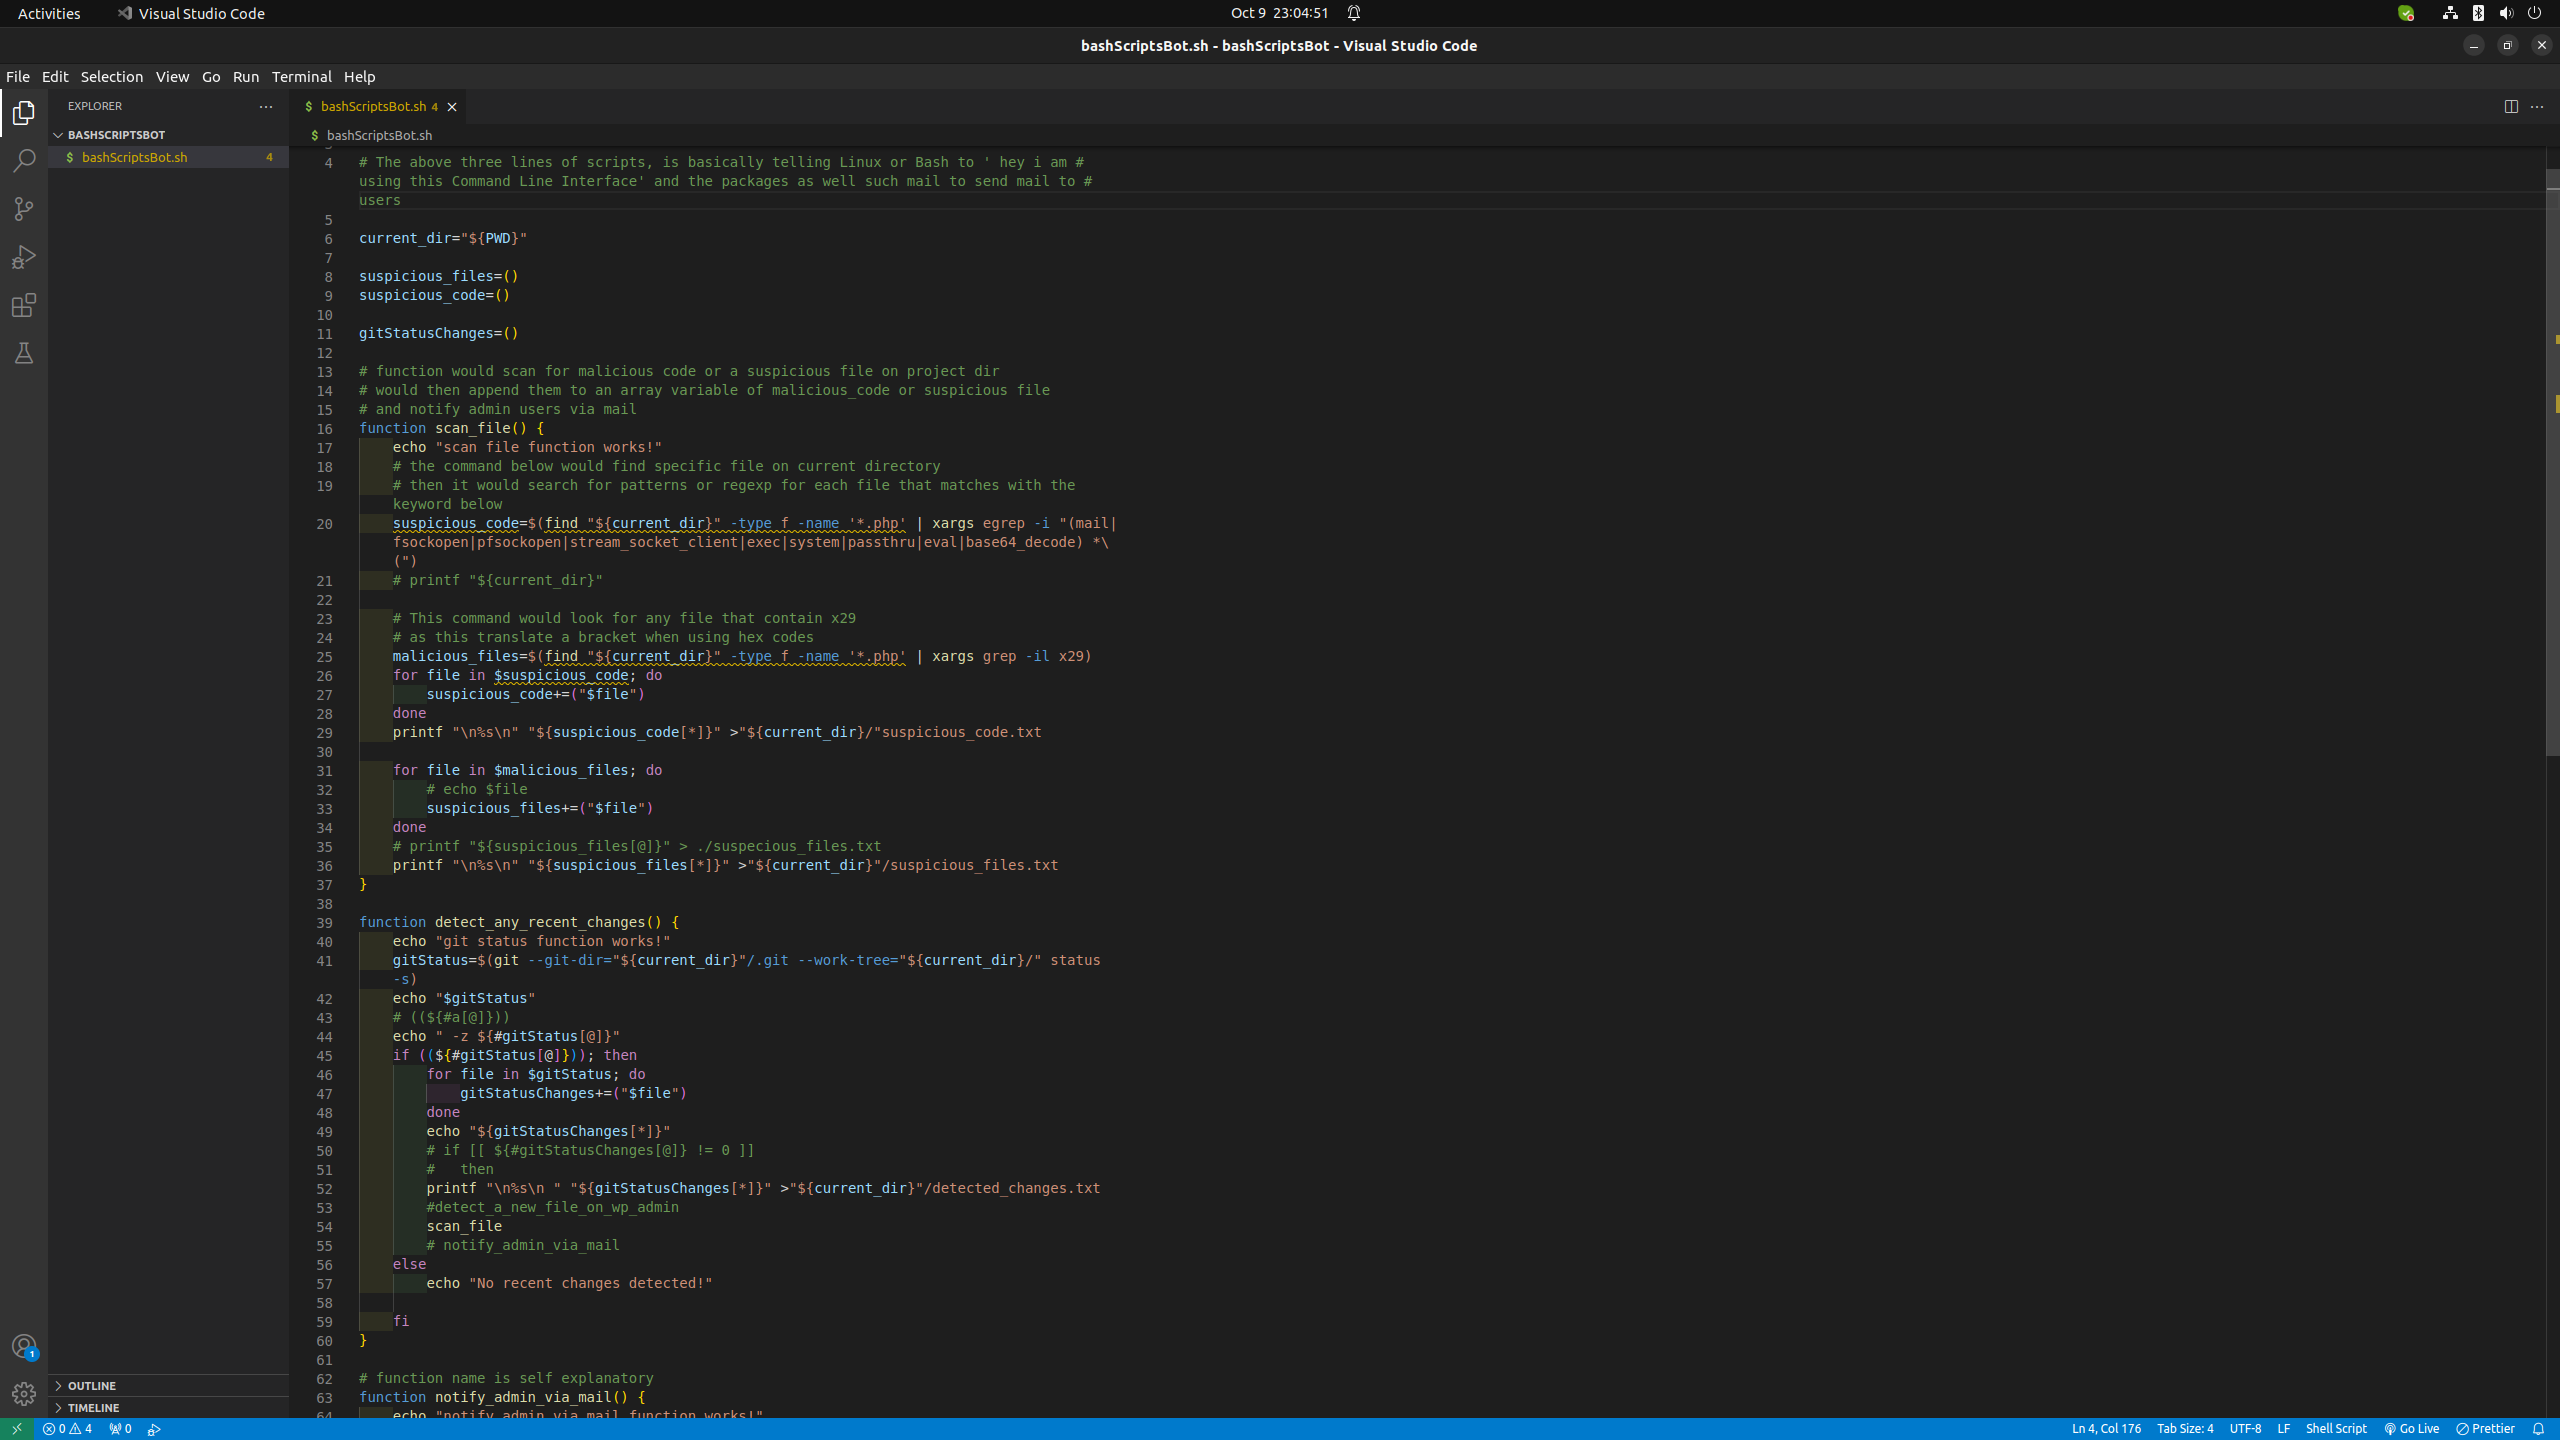 Activities
Visual Studio Code
Oct 9 23:04:51
bashScriptsBot.sh - bashScriptsBot - Visual Studio Code
File Edit Selection View Go Run Terminal Help
EXPLORER
BASHSCRIPTSBOT
$ bashScriptsBot.sh 4
OUTLINE
TIMELINE
$ bashScriptsBot.sh 4
$ bashScriptsBot.sh
4 # The above three lines of scripts, is basically telling Linux or Bash to ' hey i am #
using this Command Line Interface' and the packages as well such mail to send mail to #
users
5
6 current_dir="${PWD}"
7
8 suspicious_files=()
9 suspicious_code=()
10
11 gitStatusChanges=()
12
13 # function would scan for malicious code or a suspicious file on project dir
14 # would then append them to an array variable of malicious_code or suspicious file
15 # and notify admin users via mail
16 function scan_file() {
17 echo "scan file function works!"
18 # the command below would find specific file on current directory
19 # then it would search for patterns or regexp for each file that matches with the
keyword below
20 suspicious_code=$(find "${current_dir}" -type f -name '*.php' | xargs egrep -i "(mail|
fsockopen|pfsockopen|stream_socket_client|exec|system|passthru|eval|base64_decode) *\
(")
21 # printf "${current_dir}"
22
23 # This command would look for any file that contain x29
24 # as this translate a bracket when using hex codes
25 malicious_files=$(find "${current_dir}" -type f -name '*.php' | xargs grep -il x29)
26 for file in $suspicious_code; do
27 suspicious_code+=("$file")
28 done
29 printf "\n%s\n" "${suspicious_code[*]}" >"${current_dir}/"suspicious_code.txt
30
31 for file in $malicious_files; do
32 # echo $file
33 suspicious_files+=("$file")
34 done
35 # printf "${suspicious_files[@]}" > ./suspecious_files.txt
36 printf "\n%s\n" "${suspicious_files[*]}" >"${current_dir}"/suspicious_files.txt
37 }
38
39 function detect_any_recent_changes() {
40 echo "git status function works!"
41 gitStatus=$(git --git-dir="${current_dir}"/.git --work-tree="${current_dir}/" status
-s)
42 echo "$gitStatus"
43 # ((${#a[@]}))
44 echo " -z ${#gitStatus[@]}"
45 if ((${#gitStatus[@]})); then
46 for file in $gitStatus; do
47 gitStatusChanges+=("$file")
48 done
49 echo "${gitStatusChanges[*]}"
50 # if [[ ${#gitStatusChanges[@]} != 0 ]]
51 #   then
52 printf "\n%s\n " "${gitStatusChanges[*]}" >"${current_dir}"/detected_changes.txt
53 #detect_a_new_file_on_wp_admin
54 scan_file
55 # notify_admin_via_mail
56 else
57 echo "No recent changes detected!"
58
59 fi
60 }
61
62 # function name is self explanatory
63 function notify_admin_via_mail() {
64 echo "notify admin via mail function works!"
1
0 4 0 Ln 4, Col 176 Tab Size: 4 UTF-8 LF Shell Script Go Live Prettier